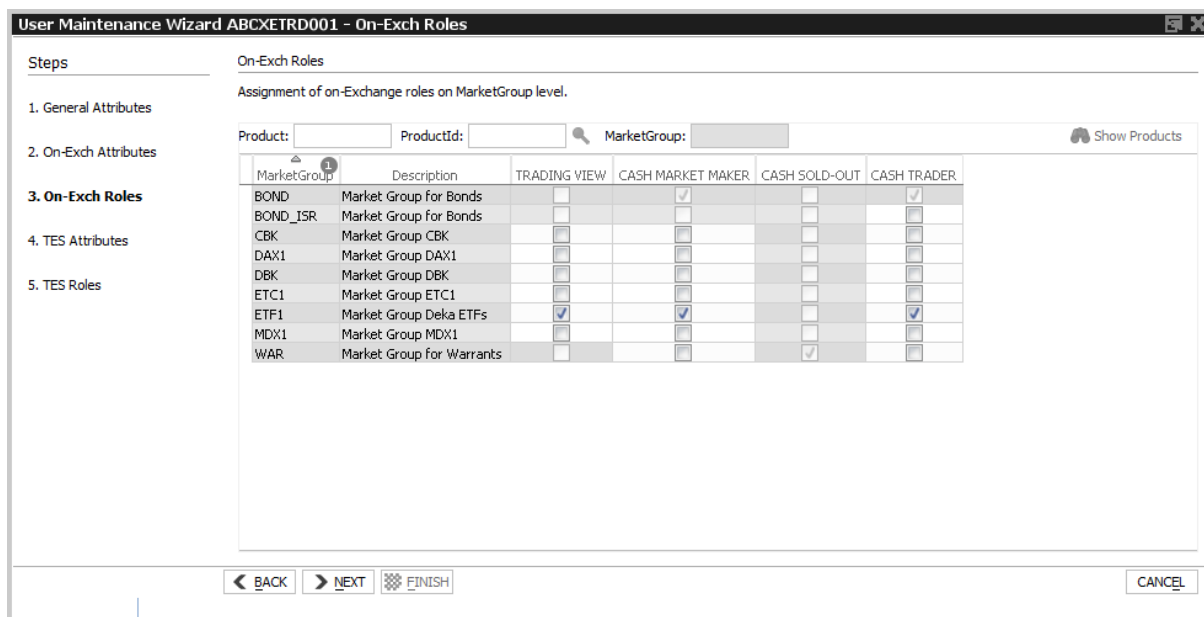 User Maintenance Wizard ABCXETRD001 - On-Exch Roles
Steps
1. General Attributes
2. On-Exch Attributes
3. On-Exch Roles
4. TES Attributes
5. TES Roles
On-Exch Roles
Assignment of on-Exchange roles on MarketGroup level.
Product: ProductId: MarketGroup: Show Products
MarketGroup 1 Description TRADING VIEW CASH MARKET MAKER CASH SOLD-OUT CASH TRADER
BOND Market Group for Bonds
BOND_ISR Market Group for Bonds
CBK Market Group CBK
DAX1 Market Group DAX1
DBK Market Group DBK
ETC1 Market Group ETC1
ETF1 Market Group Deka ETFs
MDX1 Market Group MDX1
WAR Market Group for Warrants
BACK NEXT FINISH CANCEL